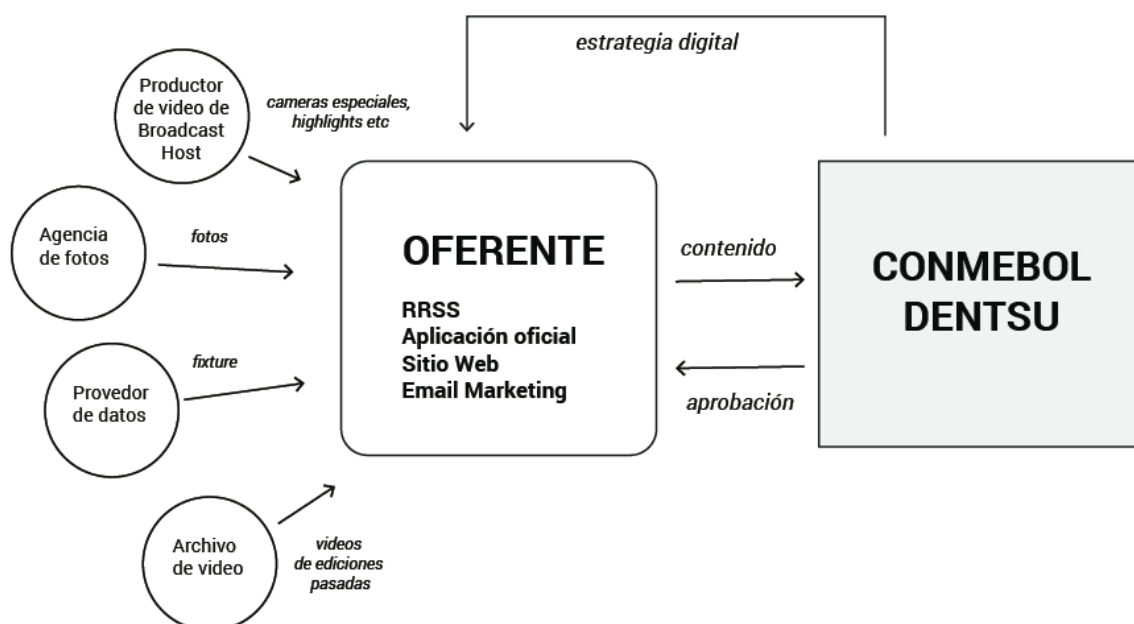 estrategia digital
Productor
de video de
Broadcast
Host
cameras especiales,
highlights etc
Agencia
de fotos
fotos
OFERENTE
RRSS
Aplicación oficial
Sitio Web
Email Marketing
contenido
CONMEBOL
DENTSU
aprobación
Provedor
de datos
fixture
Archivo
de video
videos
de ediciones
pasadas